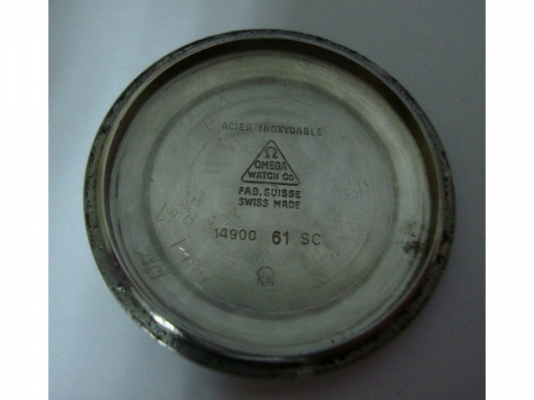 ACIER INOXYDABLE
Ω
OMEGA
WATCH Co
FAB. SUISSE
SWISS MADE
14900 61 SC